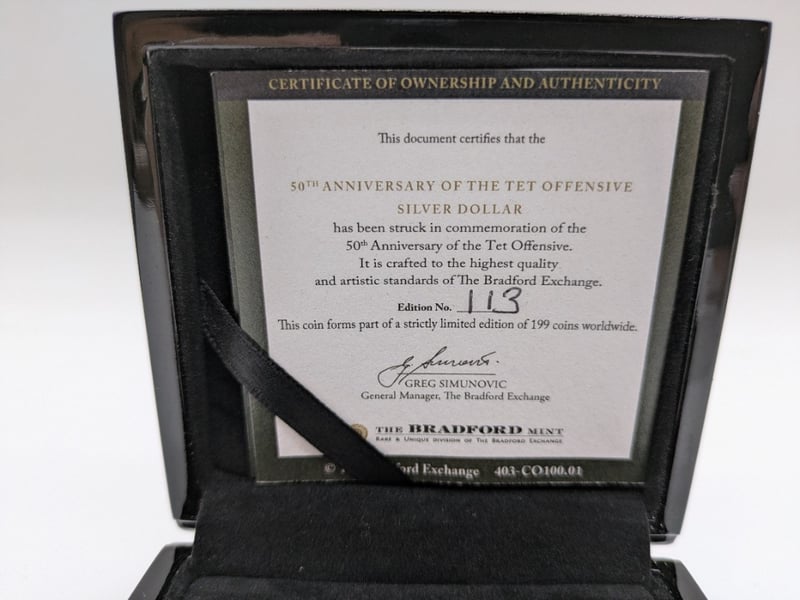 CERTIFICATE OF OWNERSHIP AND AUTHENTICITY
This document certifies that the
50TH ANNIVERSARY OF THE TET OFFENSIVE
SILVER DOLLAR
has been struck in commemoration of the
50th Anniversary of the Tet Offensive.
It is crafted to the highest quality
and artistic standards of The Bradford Exchange.
Edition No. 113
This coin forms part of a strictly limited edition of 199 coins worldwide.
G. Simunovic.
GREG SIMUNOVIC
General Manager, The Bradford Exchange
THE BRADFORD MINT
RARE & UNIQUE DIVISION OF THE BRADFORD EXCHANGE
© ford Exchange 403-CO100.01